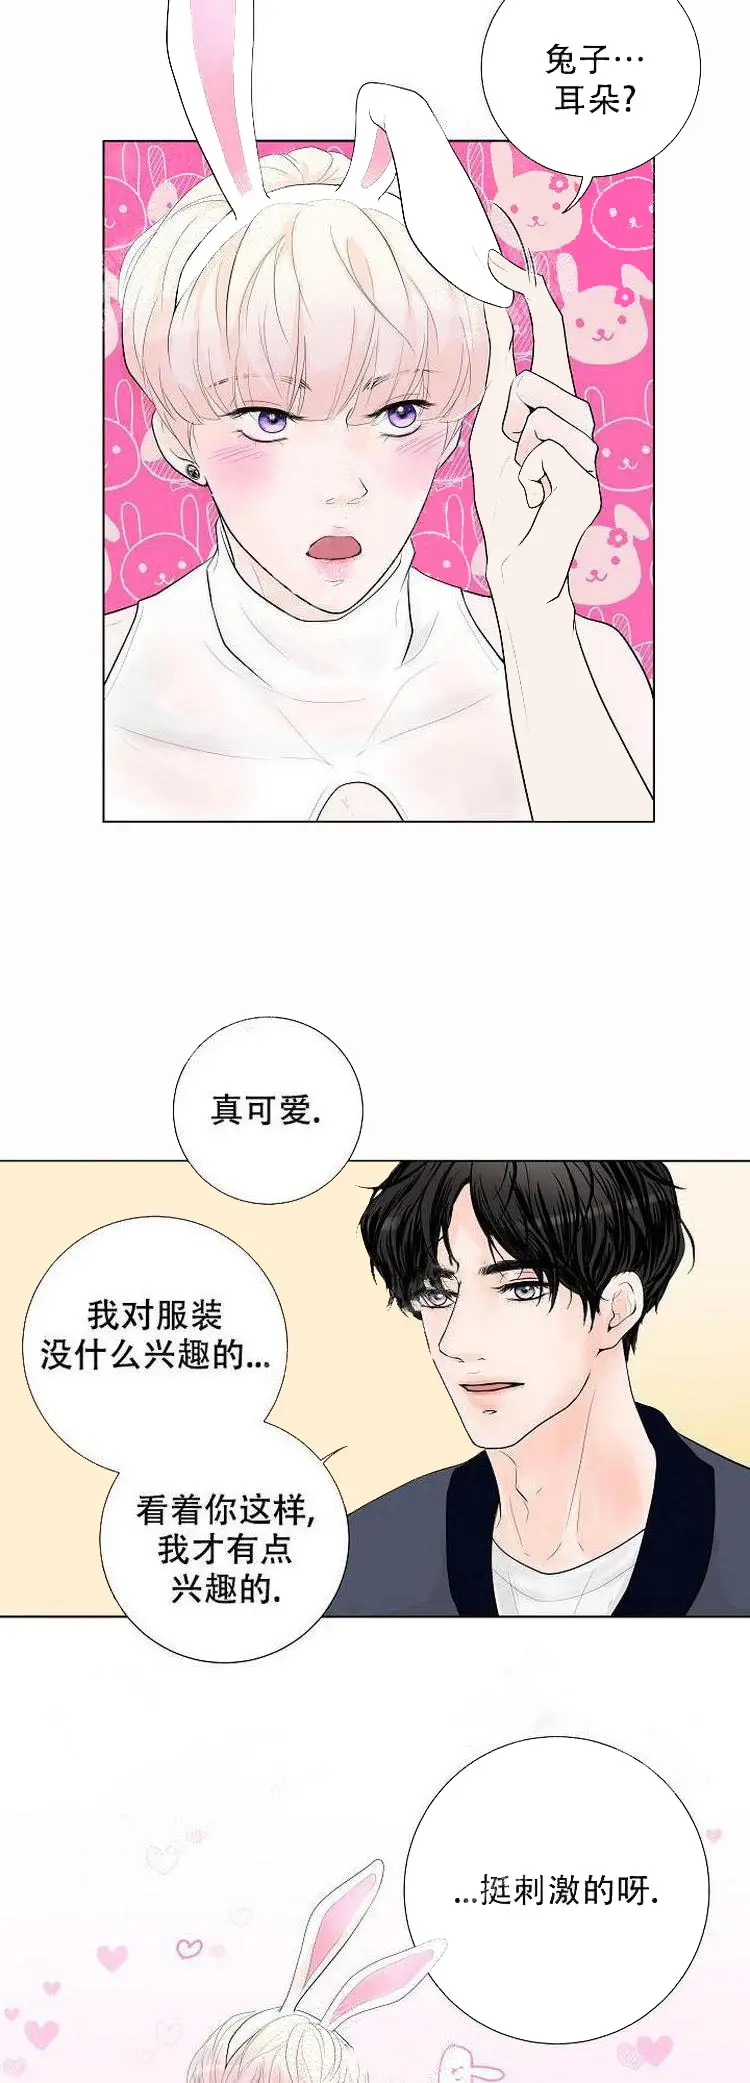 兔子…
耳朵?
真可爱.
我对服装
没什么兴趣的...
看着你这样,
我才有点
兴趣的.
...挺刺激的呀.